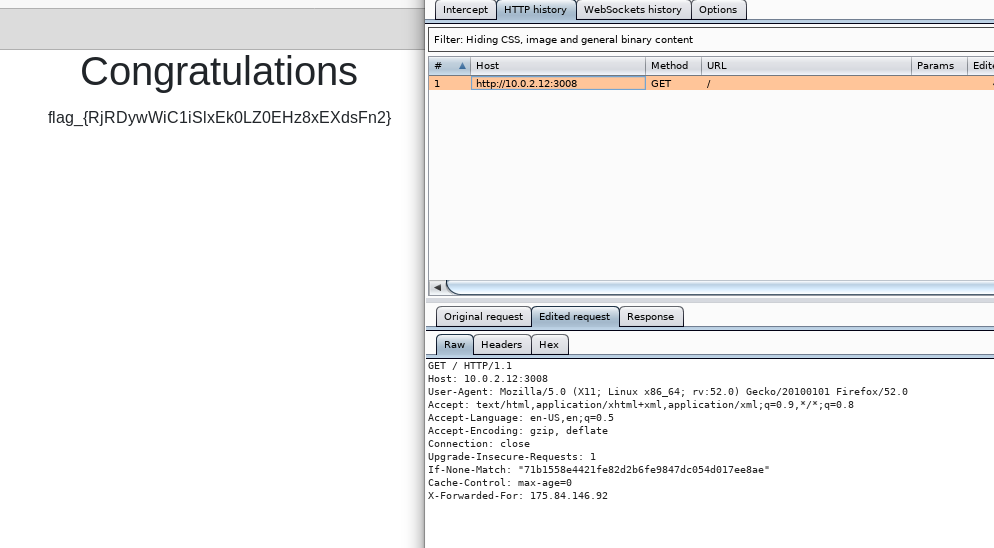 Congratulations
flag_{RjRDywWiC1iSlxEk0LZ0EHz8xEXdsFn2}
Intercept HTTP history WebSockets history Options
Filter: Hiding CSS, image and general binary content
# Host Method URL Params Edite
1 http://10.0.2.12:3008 GET /
Original request Edited request Response
Raw Headers Hex
GET / HTTP/1.1
Host: 10.0.2.12:3008
User-Agent: Mozilla/5.0 (X11; Linux x86_64; rv:52.0) Gecko/20100101 Firefox/52.0
Accept: text/html,application/xhtml+xml,application/xml;q=0.9,*/*;q=0.8
Accept-Language: en-US,en;q=0.5
Accept-Encoding: gzip, deflate
Connection: close
Upgrade-Insecure-Requests: 1
If-None-Match: "71b1558e4421fe82d2b6fe9847dc054d017ee8ae"
Cache-Control: max-age=0
X-Forwarded-For: 175.84.146.92